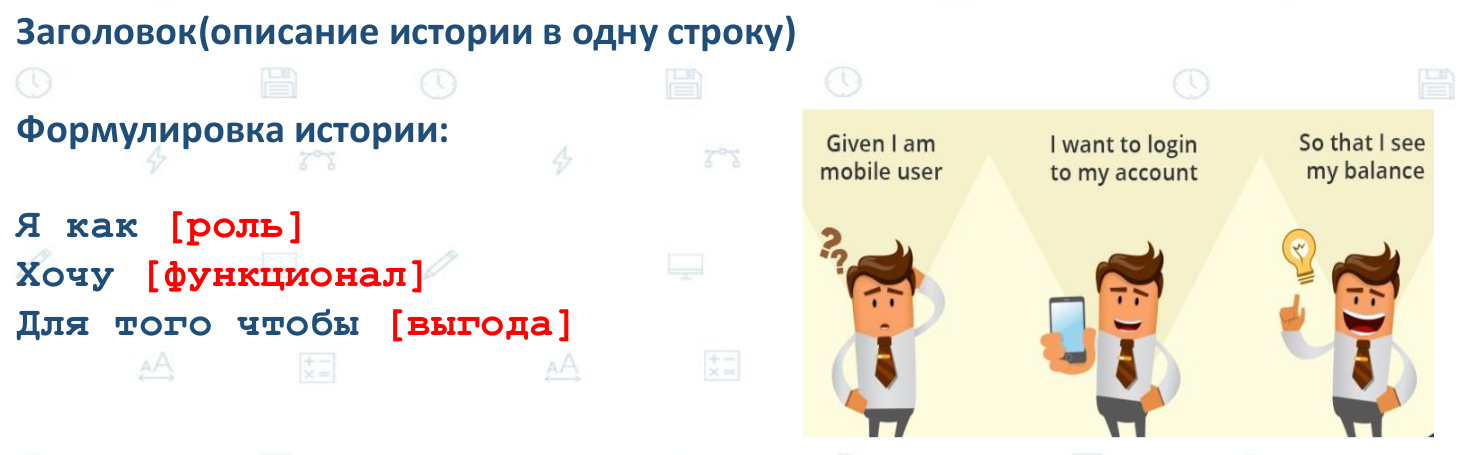 Заголовок(описание истории в одну строку)
Формулировка истории:
Я как [роль]
Хочу [функционал]
Для того чтобы [выгода]
Given I am
mobile user
I want to login
to my account
So that I see
my balance